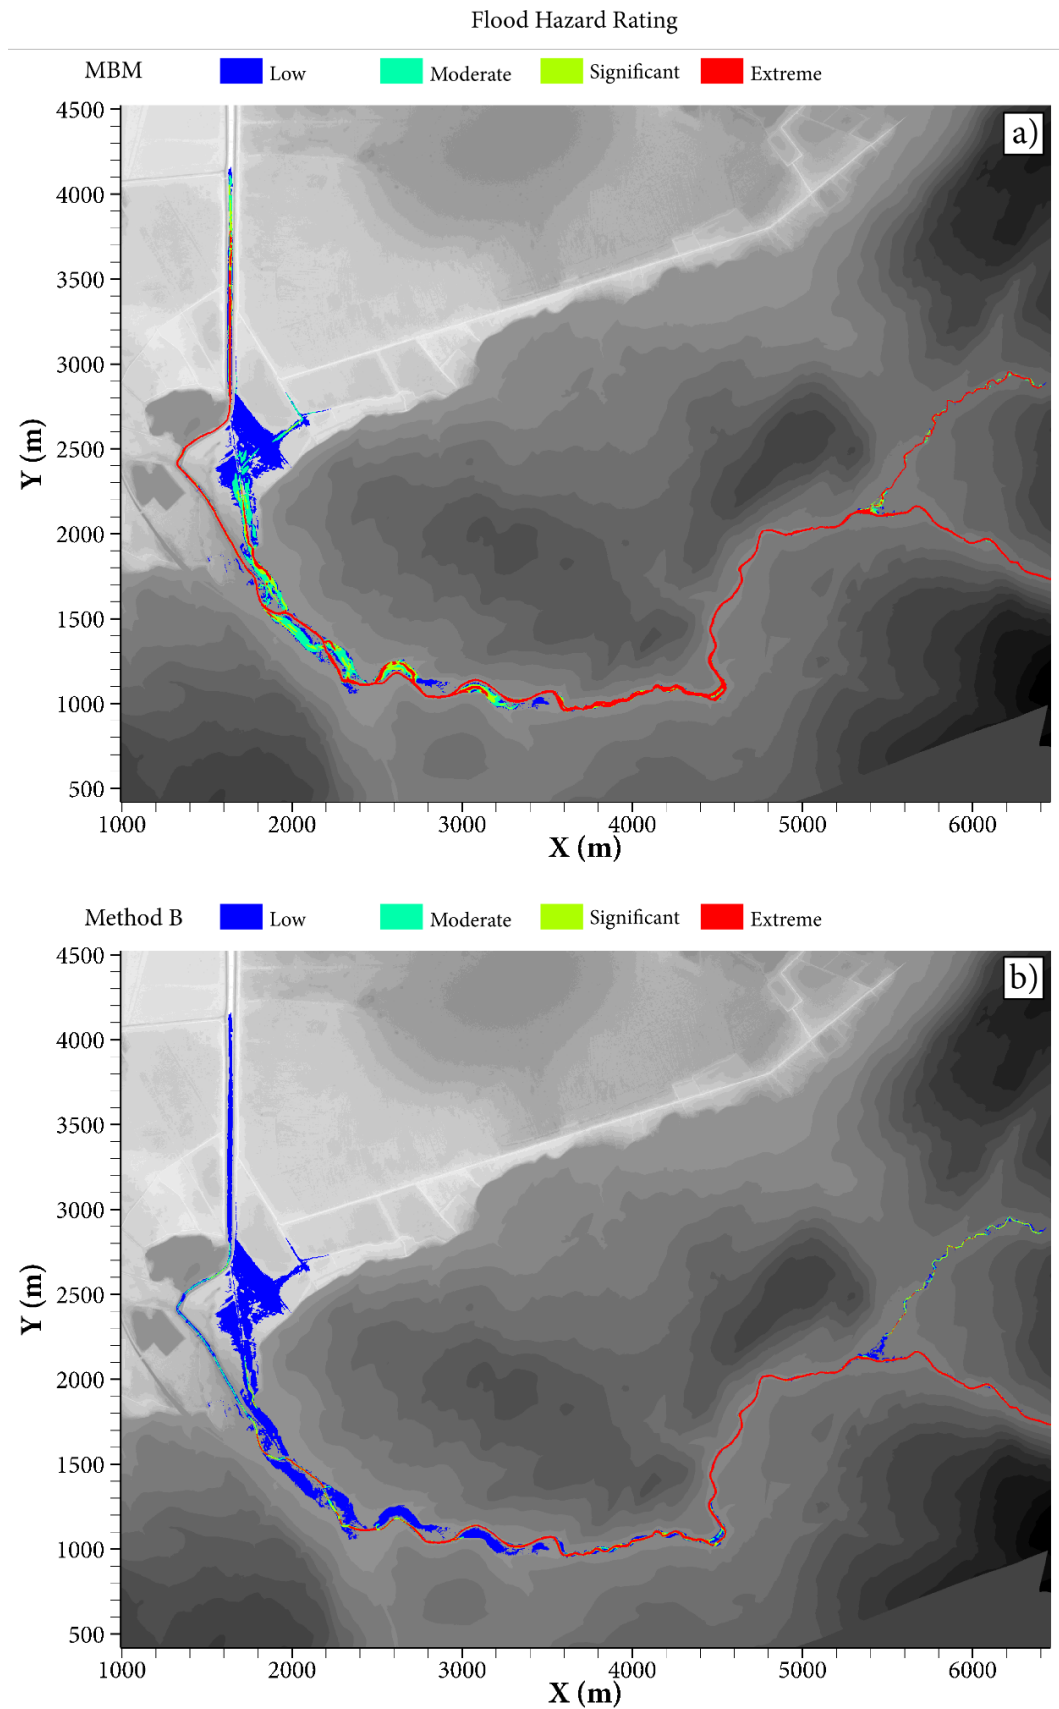 Flood Hazard Rating
MBM Low Moderate Significant Extreme
a)
4500
4000
3500
3000
2500
2000
1500
1000
500
Y (m)
1000 2000 3000 4000 5000 6000
X (m)
Method B Low Moderate Significant Extreme
b)
4500
4000
3500
3000
2500
2000
1500
1000
500
Y (m)
1000 2000 3000 4000 5000 6000
X (m)